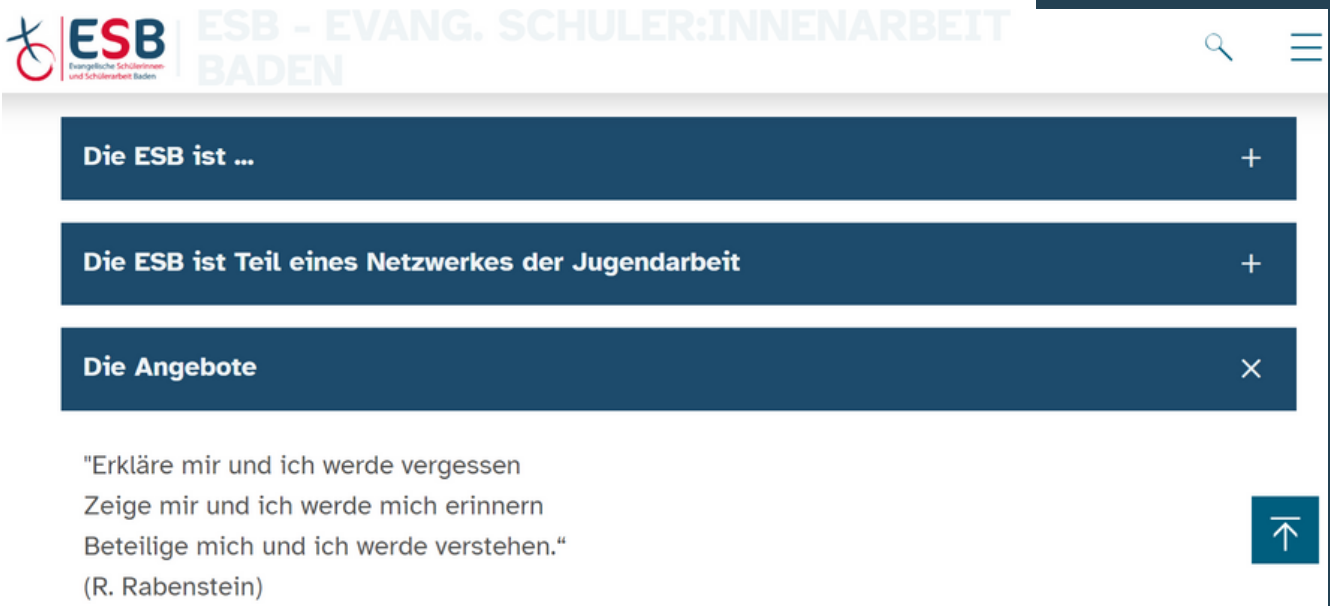 ESB
Evangelische Schülerinnen-
und Schülerarbeit Baden
ESB - EVANG. SCHÜLER:INNENARBEIT
BADEN
Die ESB ist ...
Die ESB ist Teil eines Netzwerkes der Jugendarbeit
Die Angebote
"Erkläre mir und ich werde vergessen
Zeige mir und ich werde mich erinnern
Beteilige mich und ich werde verstehen.“
(R. Rabenstein)